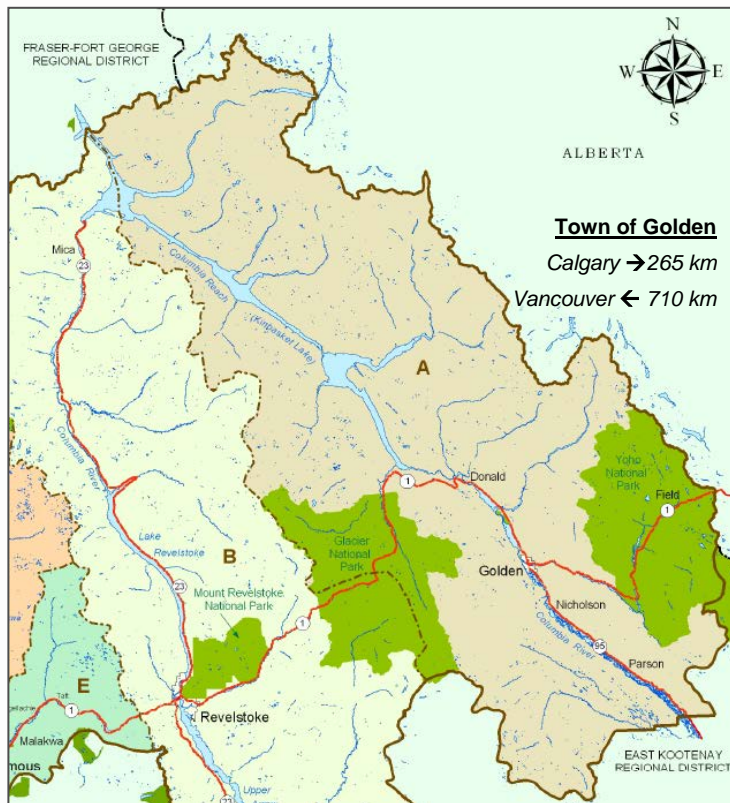 FRASER-FORT GEORGE
REGIONAL DISTRICT
N
W
E
S
ALBERTA
Town of Golden
Calgary → 265 km
Vancouver ← 710 km
Mica
23
Columbia Reach
(Kinbasket Lake)
A
Columbia River
Donald
1
Yoho
National
Park
Field
1
Glacier
National
Park
Lake
Revelstoke
B
Golden
23
Mount Revelstoke
National Park
1
Nicholson
Columbia River
95
Parson
E
Taft
1
Revelstoke
Malakwa
mous
EAST KOOTENAY
REGIONAL DISTRICT
Upper
23